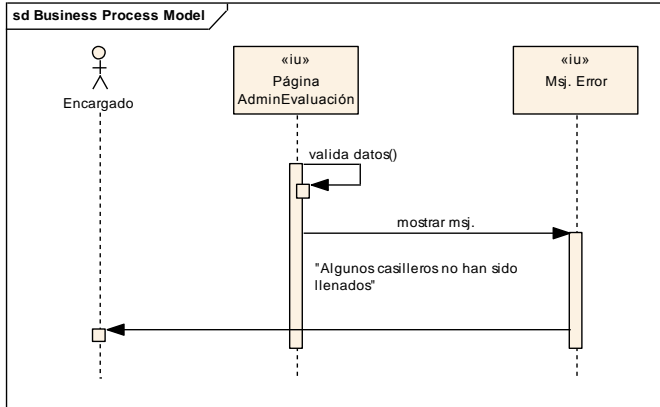 sd Business Process Model
Encargado
«iu»
Página
AdminEvaluación
«iu»
Msj. Error
valida datos()
mostrar msj.
"Algunos casilleros no han sido
llenados"